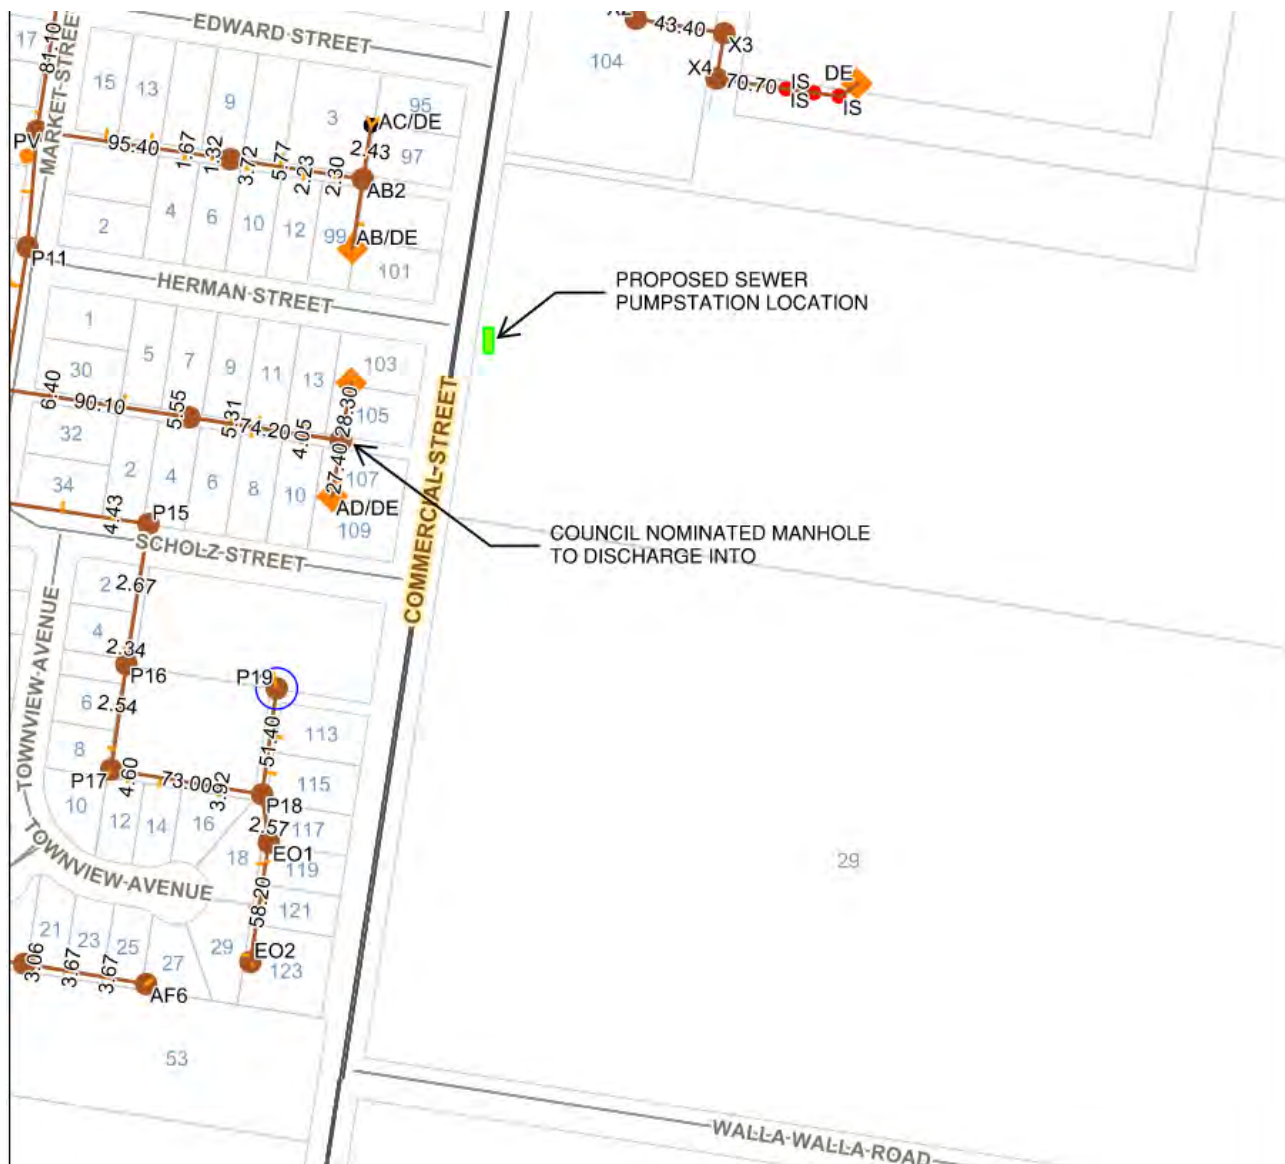 17
81.10
MARKET-STREET
EDWARD STREET
43.40
X3
X4
70.70
IS
IS
IS
DE
104
15
13
9
3
95
97
AC/DE
2.43
PV
95.40
1.67
1.32
3.72
5.77
2.23
2.30
AB2
2
4
6
10
12
99
AB/DE
101
P11
HERMAN STREET
PROPOSED SEWER
PUMPSTATION LOCATION
1
30
5
7
9
11
13
103
105
6.40
90.10
5.55
5.31
74.20
4.05
28.30
27.40
32
34
2
4
6
8
10
107
AD/DE
109
4.43
P15
SCHOLZ STREET
COMMERCIAL-STREET
COUNCIL NOMINATED MANHOLE
TO DISCHARGE INTO
2
2.67
4
2.34
P16
P19
6
2.54
TOWNVIEW-AVENUE
8
P17
4.60
73.00
3.92
51.40
113
115
P18
10
12
14
16
2.57
117
EO1
18
119
TOWNVIEW-AVENUE
58.20
121
29
21
23
25
27
29
EO2
123
3.06
3.67
3.67
AF6
53
WALLA-WALLA-ROAD